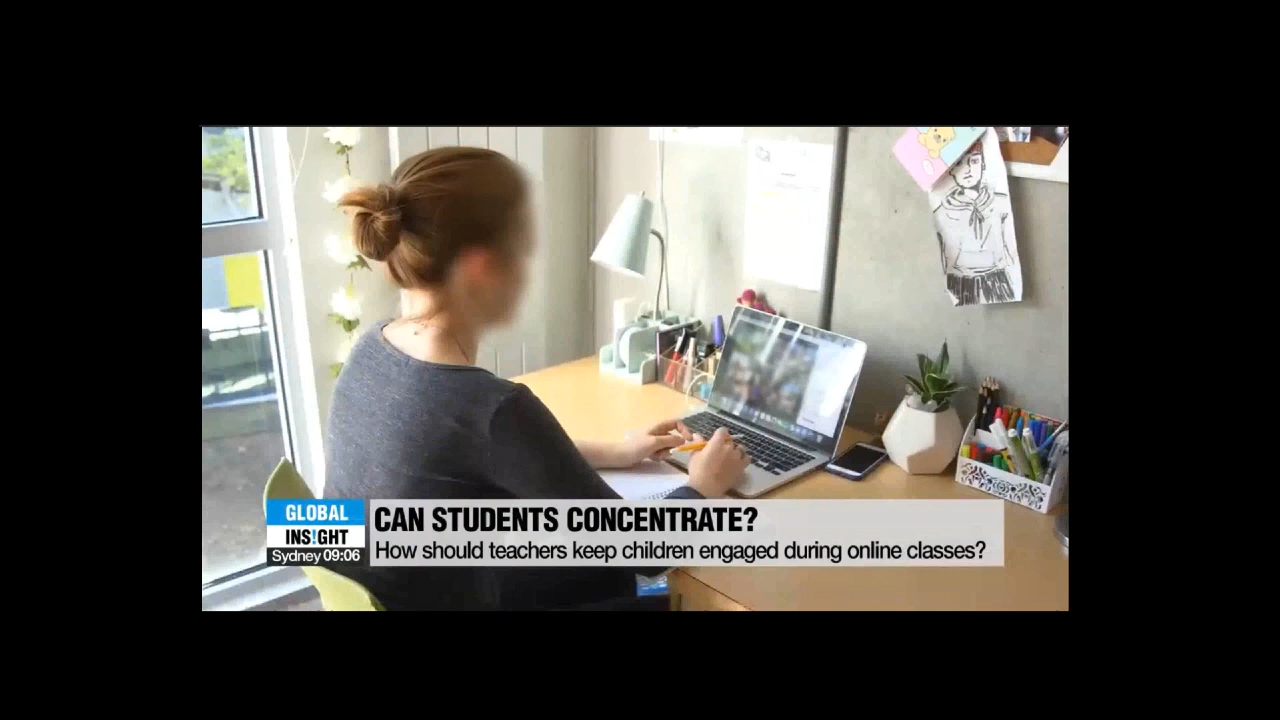 GLOBAL
INS!GHT
Sydney 09:06
CAN STUDENTS CONCENTRATE?
How should teachers keep children engaged during online classes?